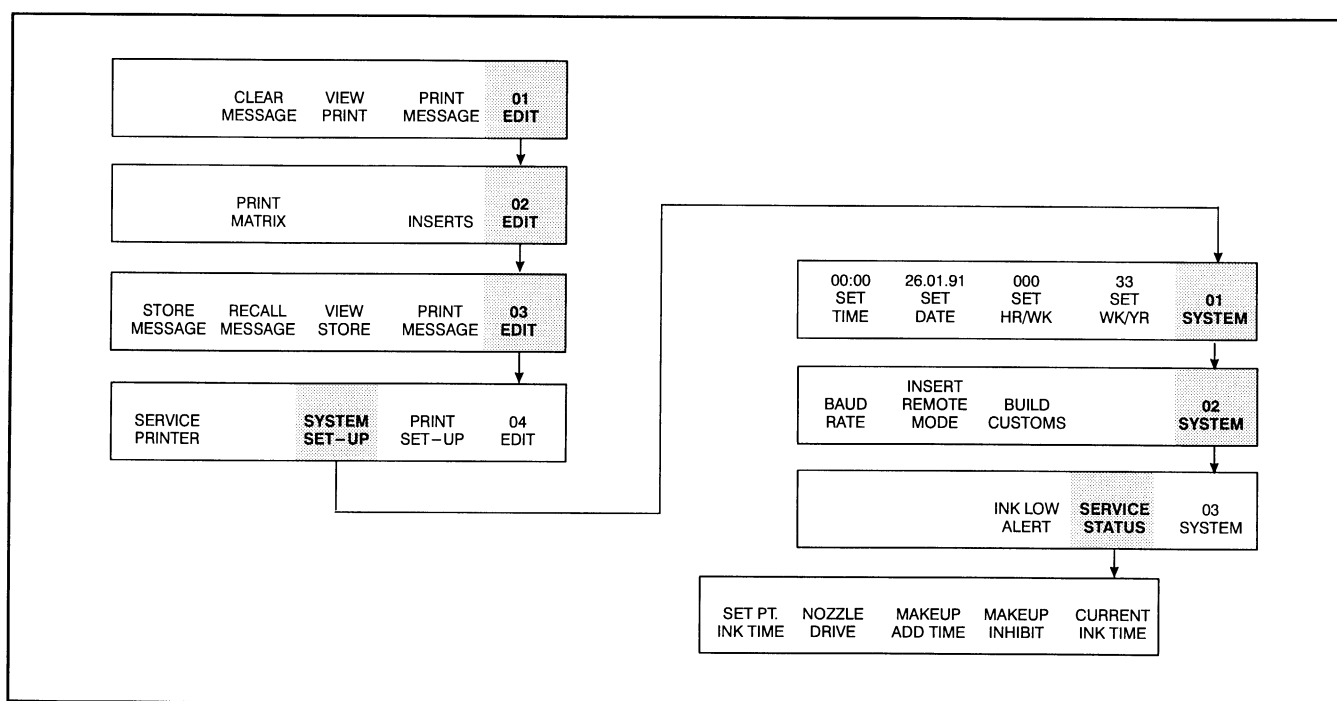 CLEAR VIEW PRINT 01
MESSAGE PRINT MESSAGE EDIT
PRINT 02
MATRIX INSERTS EDIT
STORE RECALL VIEW PRINT 03
MESSAGE MESSAGE STORE MESSAGE EDIT
SERVICE SYSTEM PRINT 04
PRINTER SET-UP SET-UP EDIT
00:00 26.01.91 000 33
SET SET SET SET 01
TIME DATE HR/WK WK/YR SYSTEM
INSERT
BAUD REMOTE BUILD 02
RATE MODE CUSTOMS SYSTEM
INK LOW SERVICE 03
ALERT STATUS SYSTEM
SET PT. NOZZLE MAKEUP MAKEUP CURRENT
INK TIME DRIVE ADD TIME INHIBIT INK TIME